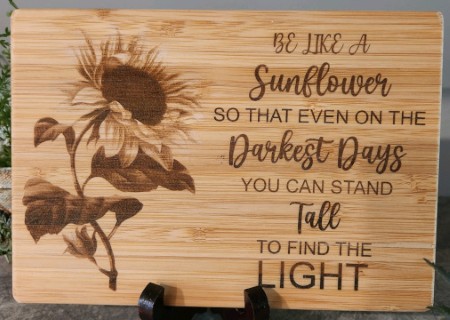 BE LIKE A
Sunflower
SO THAT EVEN ON THE
Darkest Days
YOU CAN STAND
Tall
TO FIND THE
LIGHT